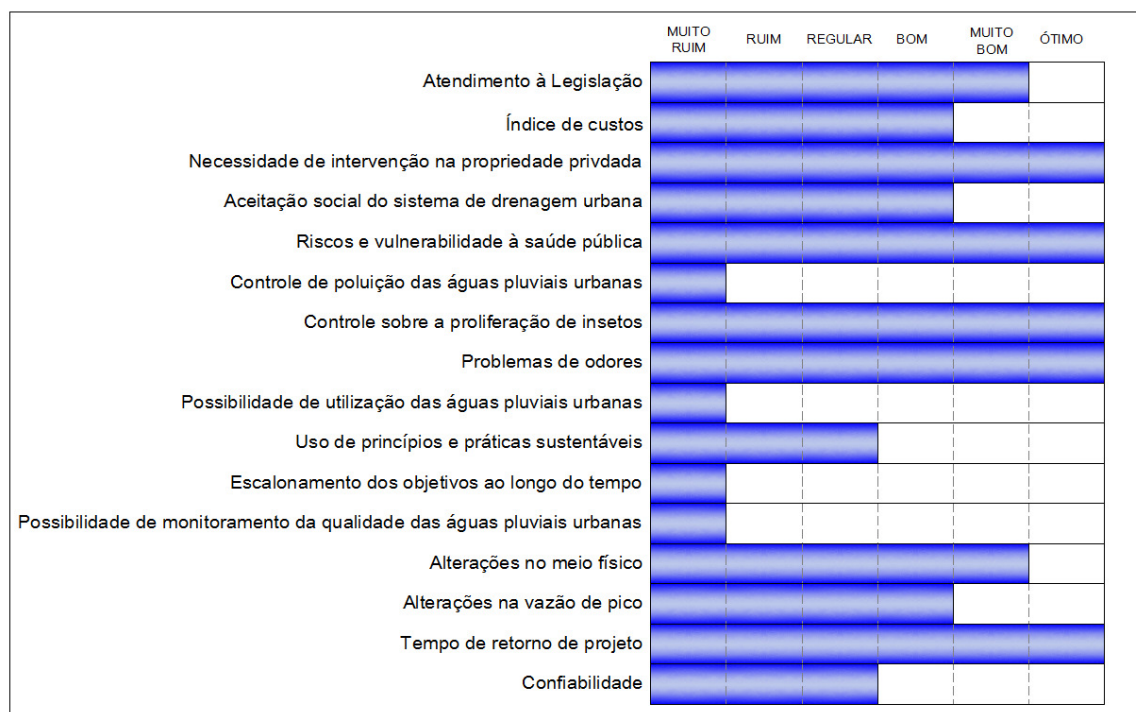 MUITO RUIM
RUIM
REGULAR
BOM
MUITO BOM
ÓTIMO
Atendimento à Legislação
Índice de custos
Necessidade de intervenção na propriedade privdada
Aceitação social do sistema de drenagem urbana
Riscos e vulnerabilidade à saúde pública
Controle de poluição das águas pluviais urbanas
Controle sobre a proliferação de insetos
Problemas de odores
Possibilidade de utilização das águas pluviais urbanas
Uso de princípios e práticas sustentáveis
Escalonamento dos objetivos ao longo do tempo
Possibilidade de monitoramento da qualidade das águas pluviais urbanas
Alterações no meio físico
Alterações na vazão de pico
Tempo de retorno de projeto
Confiabilidade